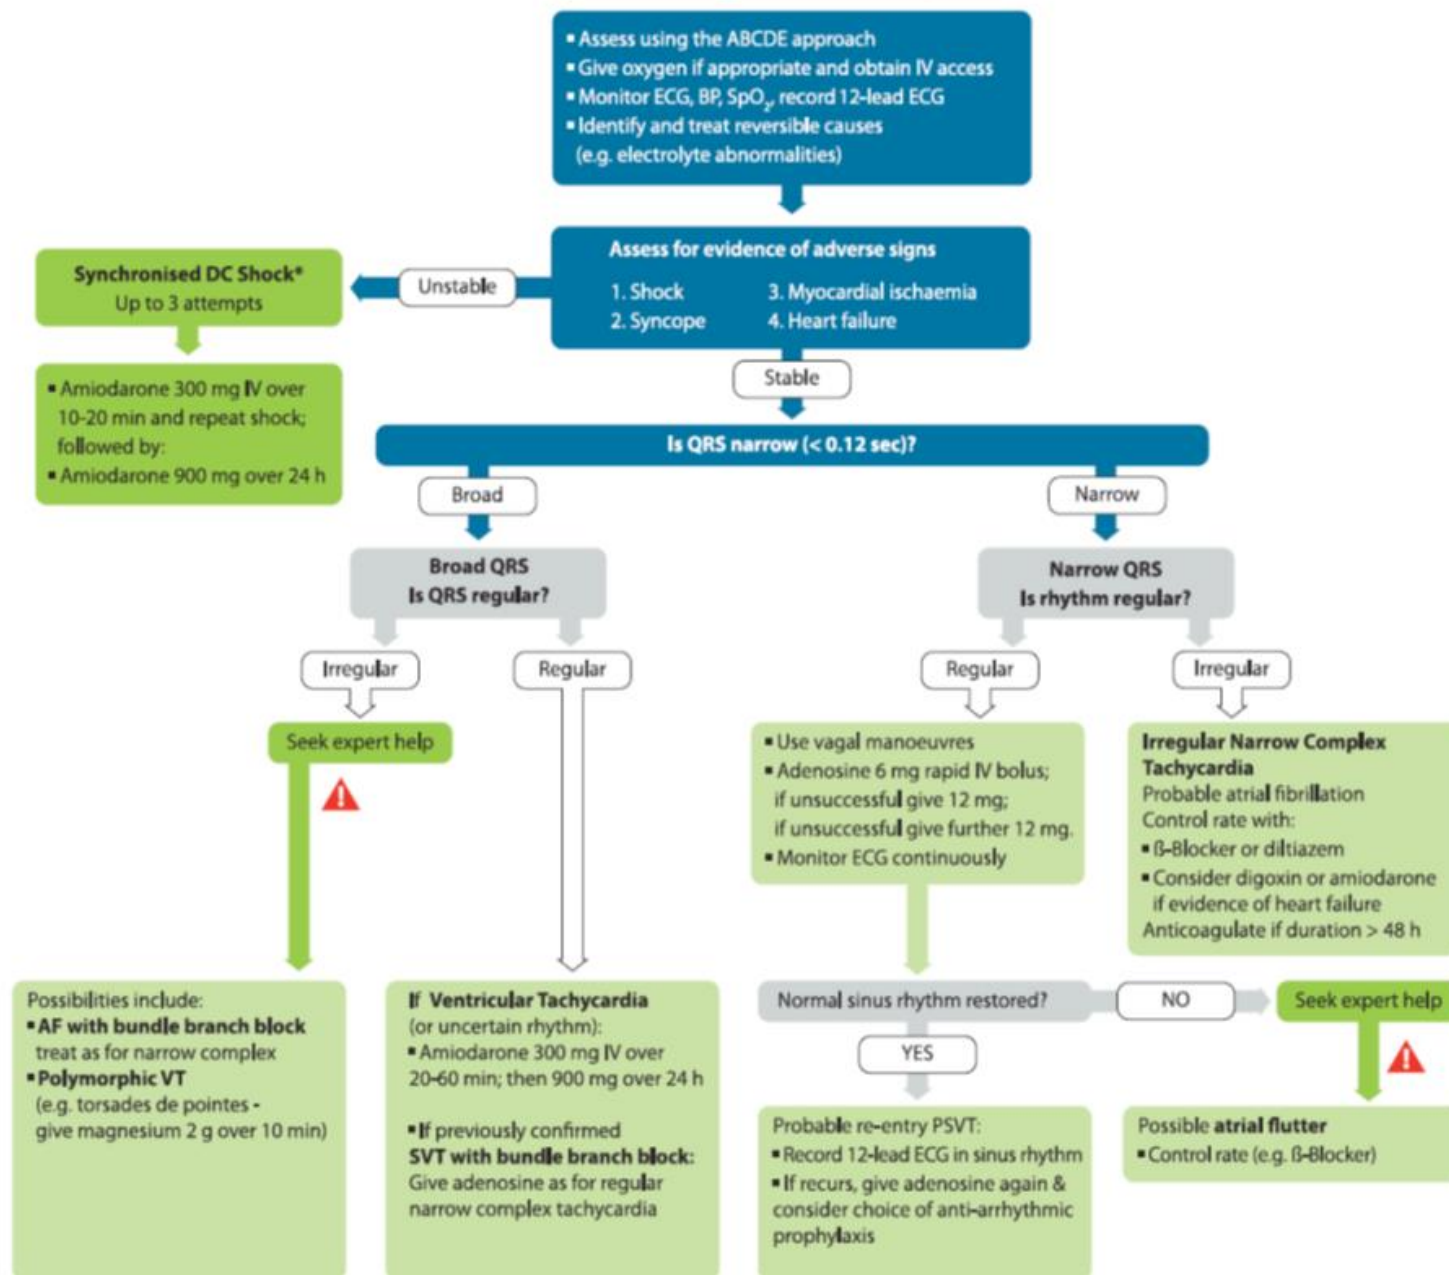 ▪ Assess using the ABCDE approach
▪ Give oxygen if appropriate and obtain IV access
▪ Monitor ECG, BP, SpO₂, record 12-lead ECG
▪ Identify and treat reversible causes
(e.g. electrolyte abnormalities)
Assess for evidence of adverse signs
1. Shock
2. Syncope
3. Myocardial ischaemia
4. Heart failure
Unstable
Synchronised DC Shock*
Up to 3 attempts
▪ Amiodarone 300 mg IV over
10-20 min and repeat shock;
followed by:
▪ Amiodarone 900 mg over 24 h
Stable
Is QRS narrow (< 0.12 sec)?
Broad
Narrow
Broad QRS
Is QRS regular?
Narrow QRS
Is rhythm regular?
Irregular
Regular
Regular
Irregular
Seek expert help
!
▪ Use vagal manoeuvres
▪ Adenosine 6 mg rapid IV bolus;
if unsuccessful give 12 mg;
if unsuccessful give further 12 mg.
▪ Monitor ECG continuously
Irregular Narrow Complex
Tachycardia
Probable atrial fibrillation
Control rate with:
▪ ß-Blocker or diltiazem
▪ Consider digoxin or amiodarone
if evidence of heart failure
Anticoagulate if duration > 48 h
Possibilities include:
▪ AF with bundle branch block
treat as for narrow complex
▪ Polymorphic VT
(e.g. torsades de pointes -
give magnesium 2 g over 10 min)
If Ventricular Tachycardia
(or uncertain rhythm):
▪ Amiodarone 300 mg IV over
20-60 min; then 900 mg over 24 h
▪ If previously confirmed
SVT with bundle branch block:
Give adenosine as for regular
narrow complex tachycardia
Normal sinus rhythm restored?
NO
Seek expert help
!
YES
Probable re-entry PSVT:
▪ Record 12-lead ECG in sinus rhythm
▪ If recurs, give adenosine again &
consider choice of anti-arrhythmic
prophylaxis
Possible atrial flutter
▪ Control rate (e.g. ß-Blocker)